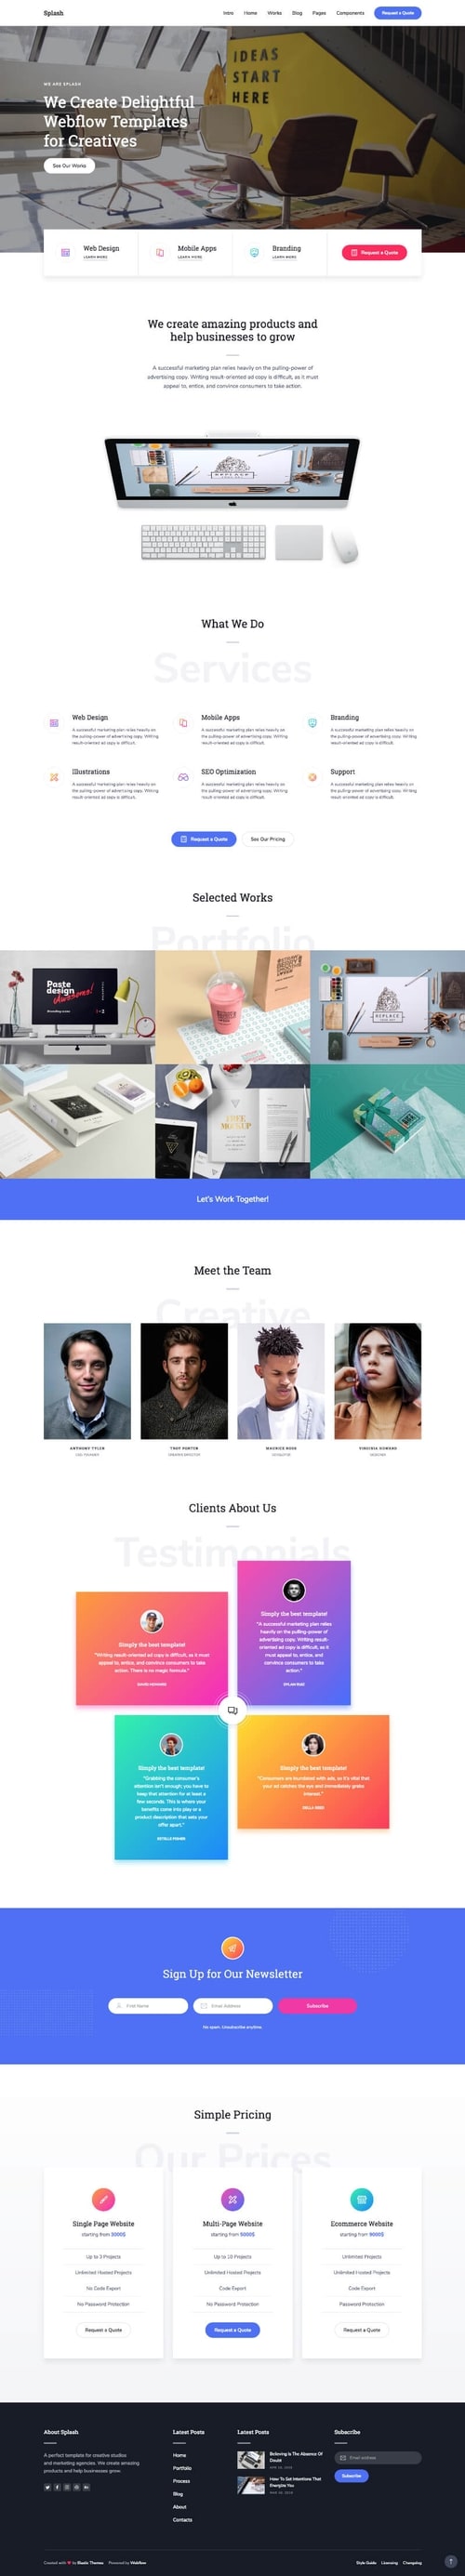 Splash
Intro Home Works Blog Pages Components Request a Quote
IDEAS
START
HERE
WE ARE SPLASH
We Create Delightful
Webflow Templates
for Creatives
See Our Works
Web Design
LEARN MORE
Mobile Apps
LEARN MORE
Branding
LEARN MORE
Request a Quote
We create amazing products and
help businesses to grow
A successful marketing plan relies heavily on the pulling-power of
advertising copy. Writing result-oriented ad copy is difficult, as it must
appeal to, entice, and convince consumers to take action.
REPLACE
What We Do
Services
Web Design
A successful marketing plan relies heavily on
the pulling-power of advertising copy. Writing
result-oriented ad copy is difficult.
Mobile Apps
A successful marketing plan relies heavily on
the pulling-power of advertising copy. Writing
result-oriented ad copy is difficult.
Branding
A successful marketing plan relies heavily on
the pulling-power of advertising copy. Writing
result-oriented ad copy is difficult.
Illustrations
A successful marketing plan relies heavily on
the pulling-power of advertising copy. Writing
result-oriented ad copy is difficult.
SEO Optimization
A successful marketing plan relies heavily on
the pulling-power of advertising copy. Writing
result-oriented ad copy is difficult.
Support
A successful marketing plan relies heavily on
the pulling-power of advertising copy. Writing
result-oriented ad copy is difficult.
Request a Quote
See Our Pricing
Selected Works
Portfolio
Paste
design
Awesome!
REPLACE
FREE
MOCKUP
Let's Work Together!
Meet the Team
Creative
ANTHONY TYLER
TROY PORTER
MAURICE ROSS
VIRGINIA HOWARD
Clients About Us
Testimonials
Simply the best template!
"Writing result-oriented ad copy is difficult, as it must
appeal to, entice, and convince consumers to take
action. There is no magic formula."
Simply the best template!
"A successful marketing plan relies
heavily on the pulling-power of
advertising copy. Writing result-
oriented ad copy is difficult, as it
must appeal to, entice, and
convince consumers to take
action."
Simply the best template!
"Grabbing the consumer's
attention isn't enough; you have to
keep that attention for at least a
few seconds. This is where your
benefits come into play or a
product description that sets your
offer apart."
ESTELLE FISHER
Simply the best template!
"Consumers are inundated with ads, so it's vital that
your ad catches the eye and immediately grabs
interest."
Sign Up for Our Newsletter
First Name
Email Address
Subscribe
No spam. Unsubscribe anytime.
Simple Pricing
Our Prices
Single Page Website
starting from 3000$
Up to 3 Projects
Unlimited Hosted Projects
No Code Export
No Password Protection
Request a Quote
Multi-Page Website
starting from 5000$
Up to 10 Projects
Unlimited Hosted Projects
Code Export
No Password Protection
Request a Quote
Ecommerce Website
starting from 9000$
Unlimited Projects
Unlimited Hosted Projects
Code Export
Password Protection
Request a Quote
About Splash
A perfect template for creative studios
and marketing agencies. We create amazing
products and help businesses grow.
Latest Posts
Home
Portfolio
Process
Blog
About
Contacts
Latest Posts
Believing Is The Absence Of
Doubt
How To Set Intentions That
Energize You
Subscribe
Email address
Subscribe
Created with ❤ by Elastic Themes Powered by Webflow
Style Guide Licensing Changelog